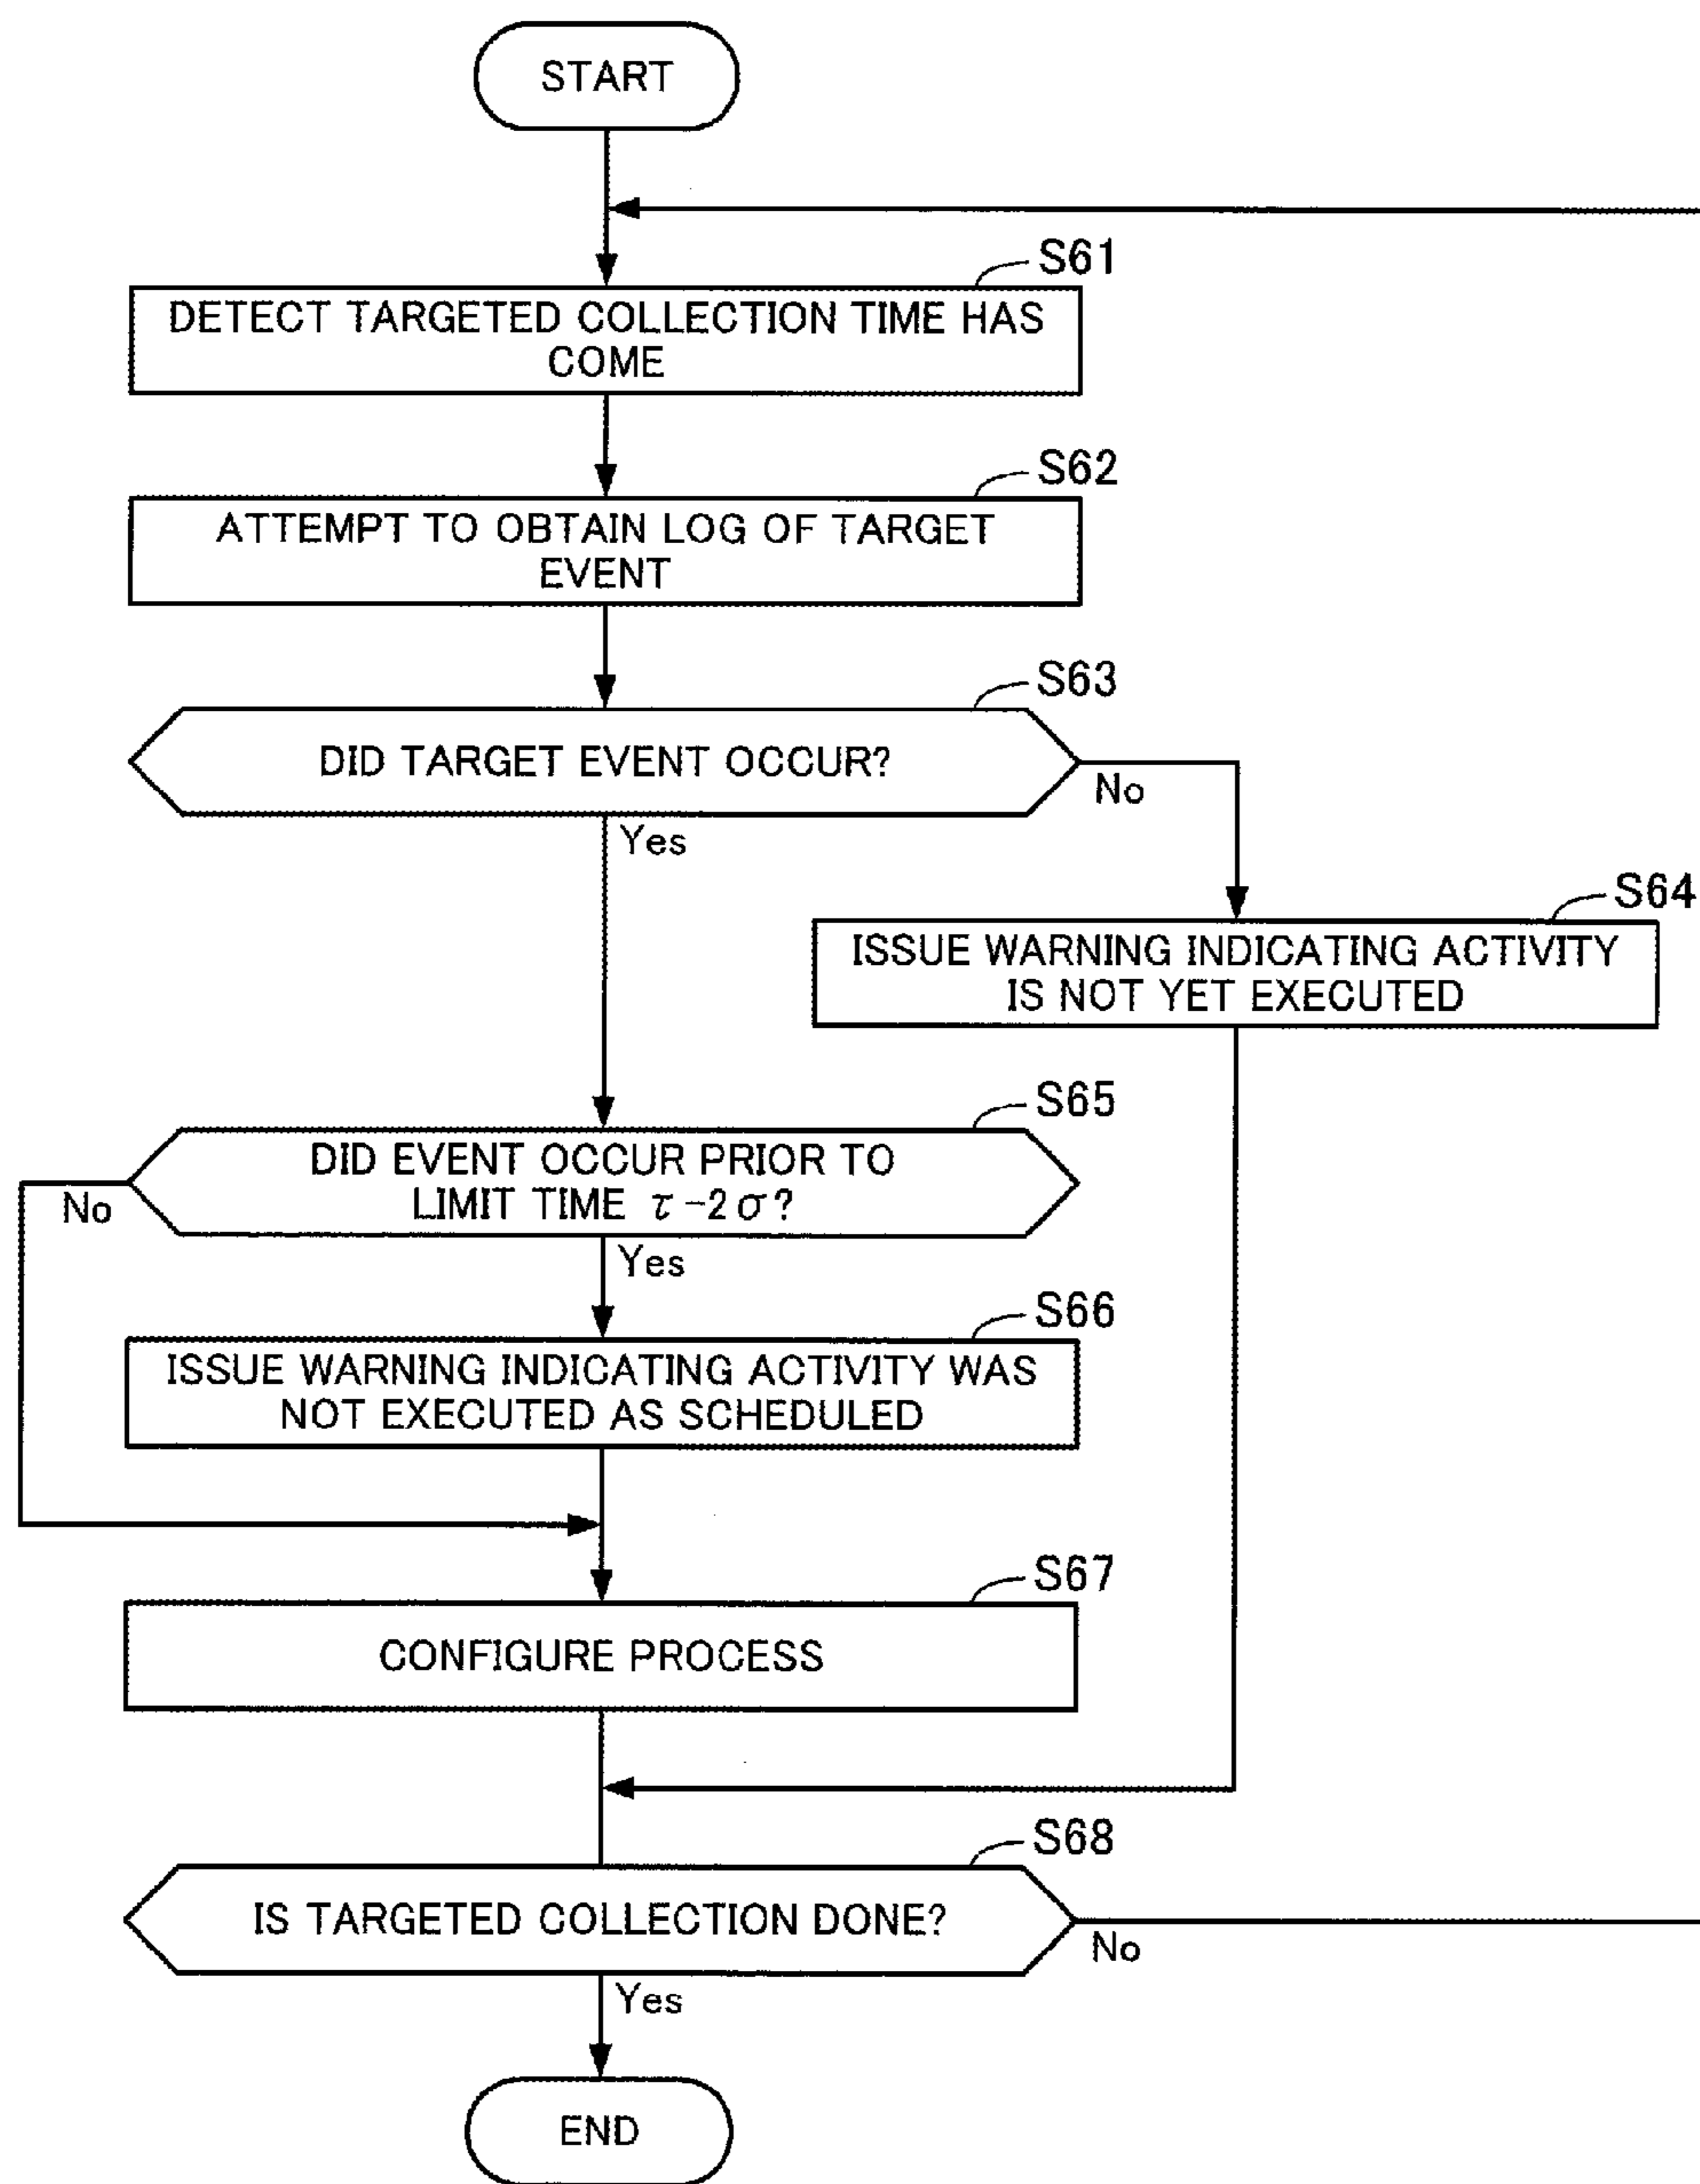 START
S61
DETECT TARGETED COLLECTION TIME HAS
COME
S62
ATTEMPT TO OBTAIN LOG OF TARGET
EVENT
S63
DID TARGET EVENT OCCUR?
No
Yes
S64
ISSUE WARNING INDICATING ACTIVITY
IS NOT YET EXECUTED
S65
DID EVENT OCCUR PRIOR TO
LIMIT TIME τ-2σ?
No
Yes
S66
ISSUE WARNING INDICATING ACTIVITY WAS
NOT EXECUTED AS SCHEDULED
S67
CONFIGURE PROCESS
S68
IS TARGETED COLLECTION DONE?
No
Yes
END